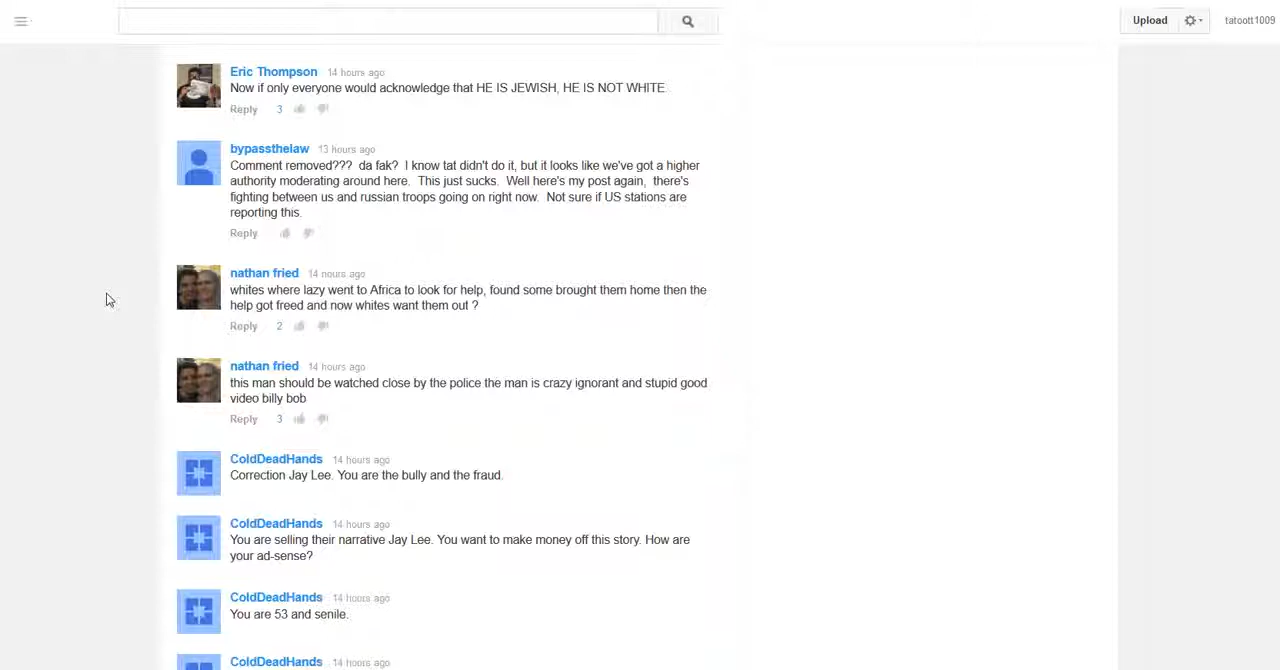 Upload
tatoott1009
Eric Thompson 14 hours ago
Now if only everyone would acknowledge that HE IS JEWISH, HE IS NOT WHITE.
Reply 3
bypassthelaw 13 hours ago
Comment removed??? da fak? I know tat didn't do it, but it looks like we've got a higher
authority moderating around here. This just sucks. Well here's my post again, there's
fighting between us and russian troops going on right now. Not sure if US stations are
reporting this.
Reply
nathan fried 14 hours ago
whites where lazy went to Africa to look for help, found some brought them home then the
help got freed and now whites want them out ?
Reply 2
nathan fried 14 hours ago
this man should be watched close by the police the man is crazy ignorant and stupid good
video billy bob
Reply 3
ColdDeadHands 14 hours ago
Correction Jay Lee. You are the bully and the fraud.
ColdDeadHands 14 hours ago
You are selling their narrative Jay Lee. You want to make money off this story. How are
your ad-sense?
ColdDeadHands 14 hours ago
You are 53 and senile.
ColdDeadHands 14 hours ago